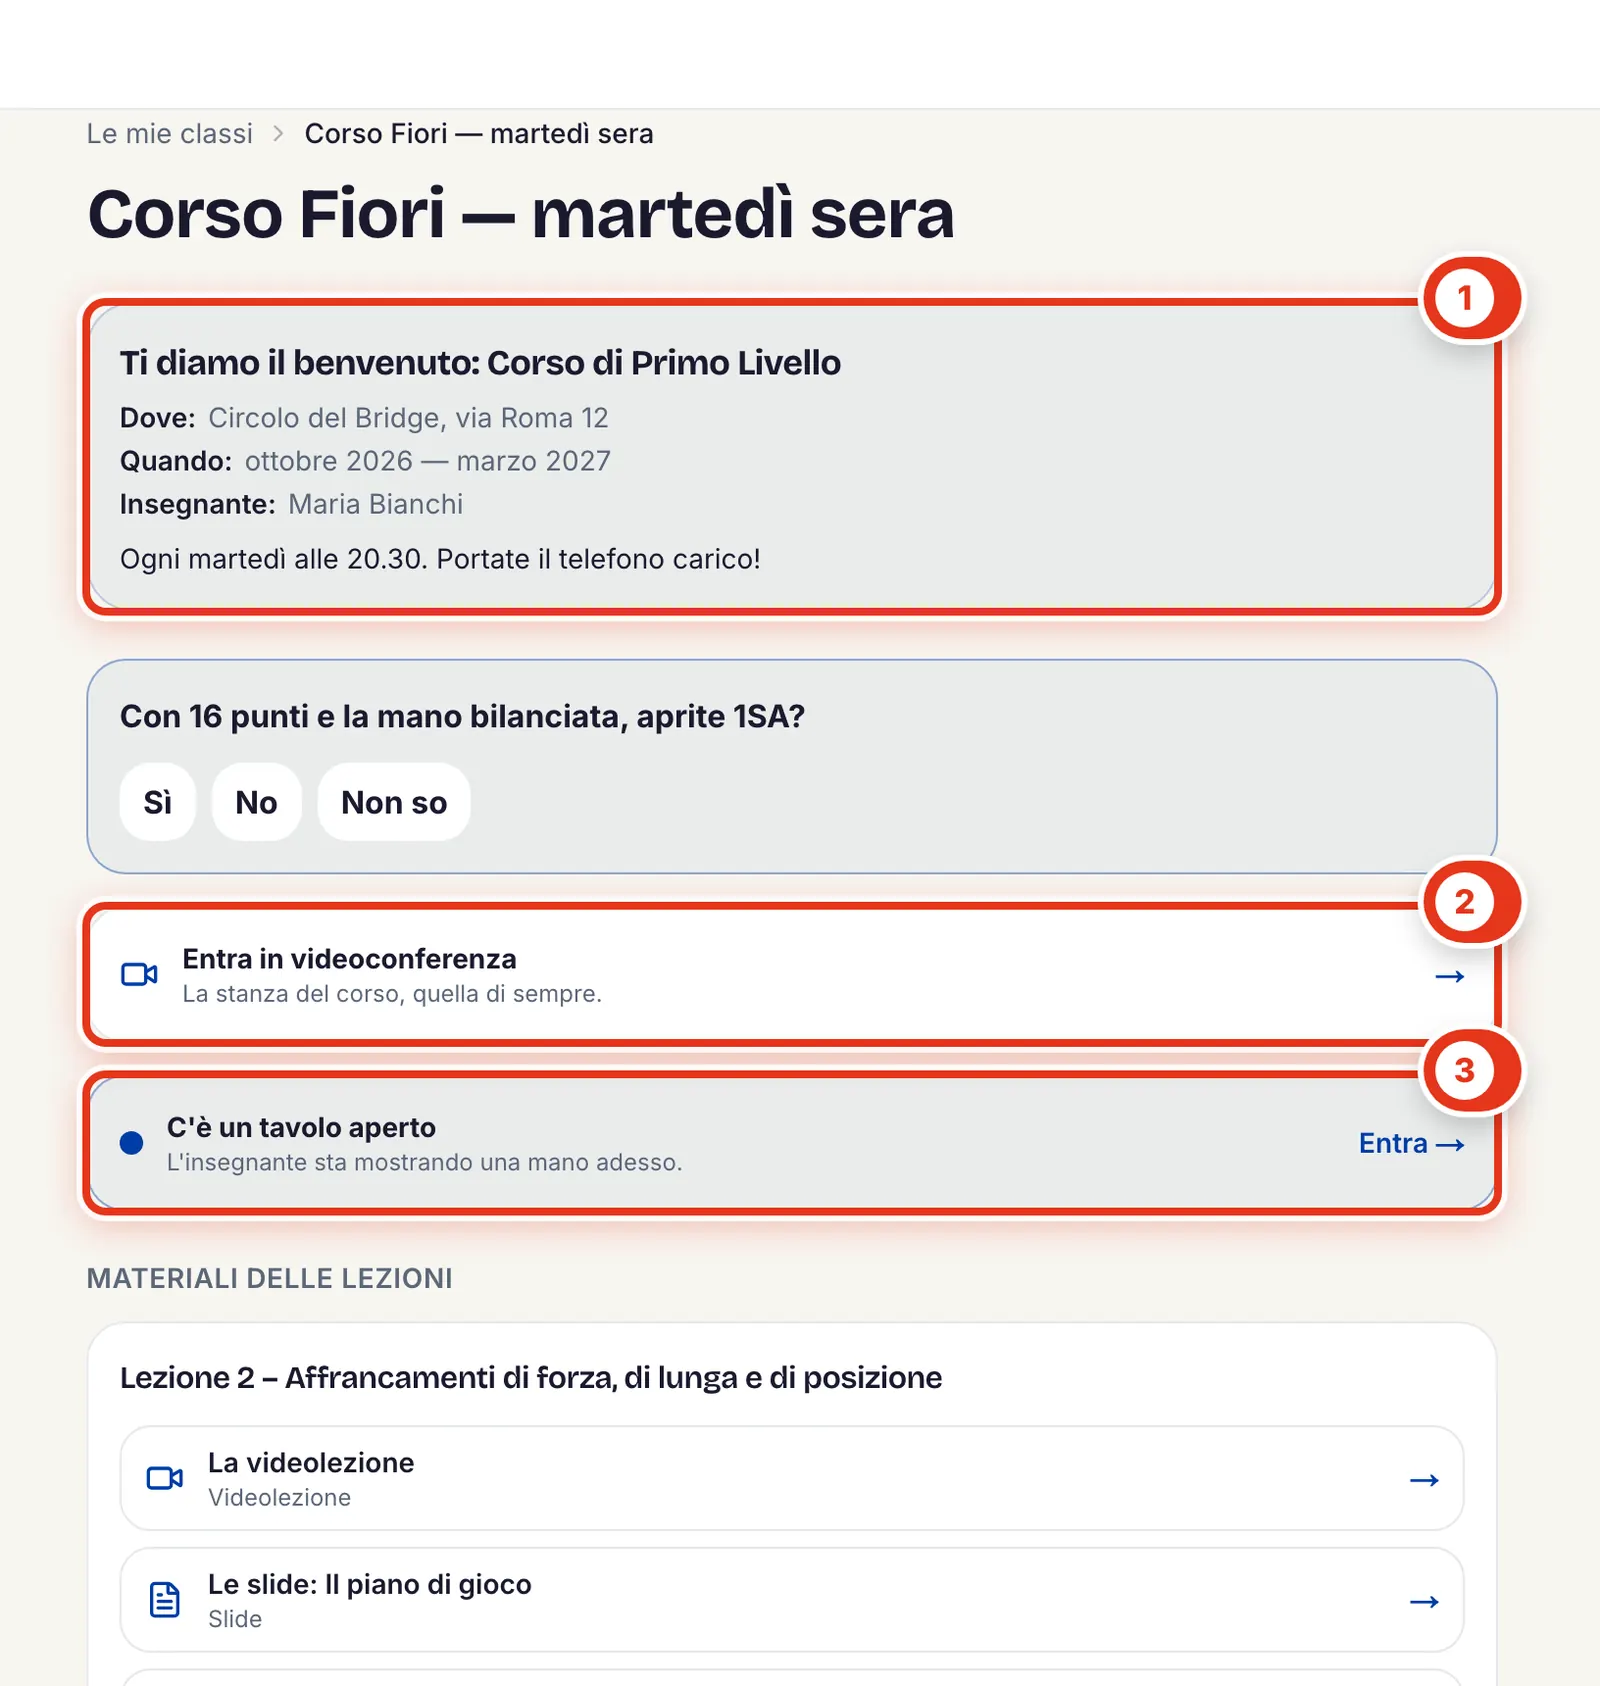 Le mie classi > Corso Fiori — martedì sera
Corso Fiori — martedì sera
1
Ti diamo il benvenuto: Corso di Primo Livello
Dove: Circolo del Bridge, via Roma 12
Quando: ottobre 2026 — marzo 2027
Insegnante: Maria Bianchi
Ogni martedì alle 20.30. Portate il telefono carico!
Con 16 punti e la mano bilanciata, aprite 1SA?
Sì No Non so
2
Entra in videoconferenza
La stanza del corso, quella di sempre.
→
3
C'è un tavolo aperto
L'insegnante sta mostrando una mano adesso.
Entra →
MATERIALI DELLE LEZIONI
Lezione 2 – Affrancamenti di forza, di lunga e di posizione
La videolezione
Videolezione
→
Le slide: Il piano di gioco
Slide
→